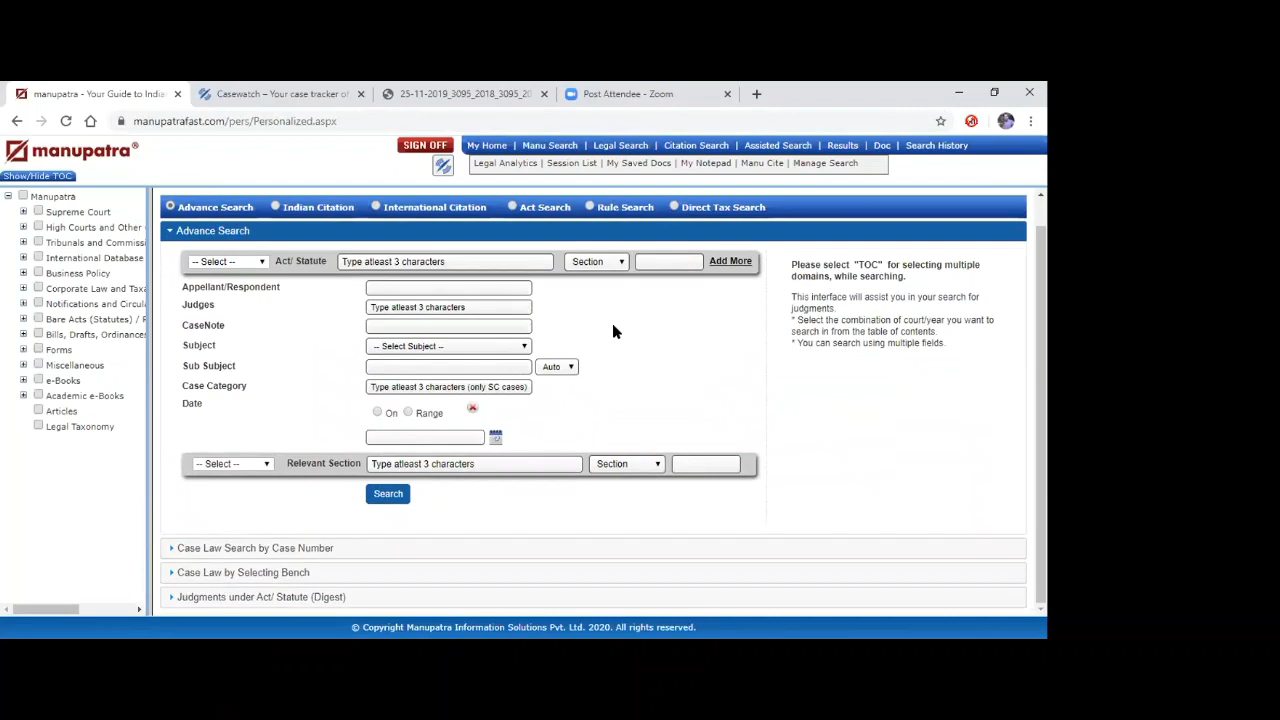 manupatra - Your Guide to India
Casewatch – Your case tracker of
25-11-2019_3095_2018_3095_20
Post Attendee - Zoom
manupatrafast.com/pers/Personalized.aspx
manupatra®
SIGN OFF
My Home
Manu Search
Legal Search
Citation Search
Assisted Search
Results
Doc
Search History
Legal Analytics
Session List
My Saved Docs
My Notepad
Manu Cite
Manage Search
Show/Hide TOC
Manupatra
Supreme Court
High Courts and Other
Tribunals and Commiss
International Database
Business Policy
Corporate Law and Taxa
Notifications and Circula
Bare Acts (Statutes) / R
Bills, Drafts, Ordinances
Forms
Miscellaneous
e-Books
Academic e-Books
Articles
Legal Taxonomy
Advance Search
Indian Citation
International Citation
Act Search
Rule Search
Direct Tax Search
Advance Search
-- Select --
Act/ Statute
Type atleast 3 characters
Section
Add More
Appellant/Respondent
Judges
Type atleast 3 characters
CaseNote
Subject
-- Select Subject --
Sub Subject
Auto
Case Category
Type atleast 3 characters (only SC cases)
Date
On
Range
-- Select --
Relevant Section
Type atleast 3 characters
Section
Search
Please select "TOC" for selecting multiple
domains, while searching.
This interface will assist you in your search for
judgments.
* Select the combination of court/year you want to
search in from the table of contents.
* You can search using multiple fields.
Case Law Search by Case Number
Case Law by Selecting Bench
Judgments under Act/ Statute (Digest)
© Copyright Manupatra Information Solutions Pvt. Ltd. 2020. All rights reserved.